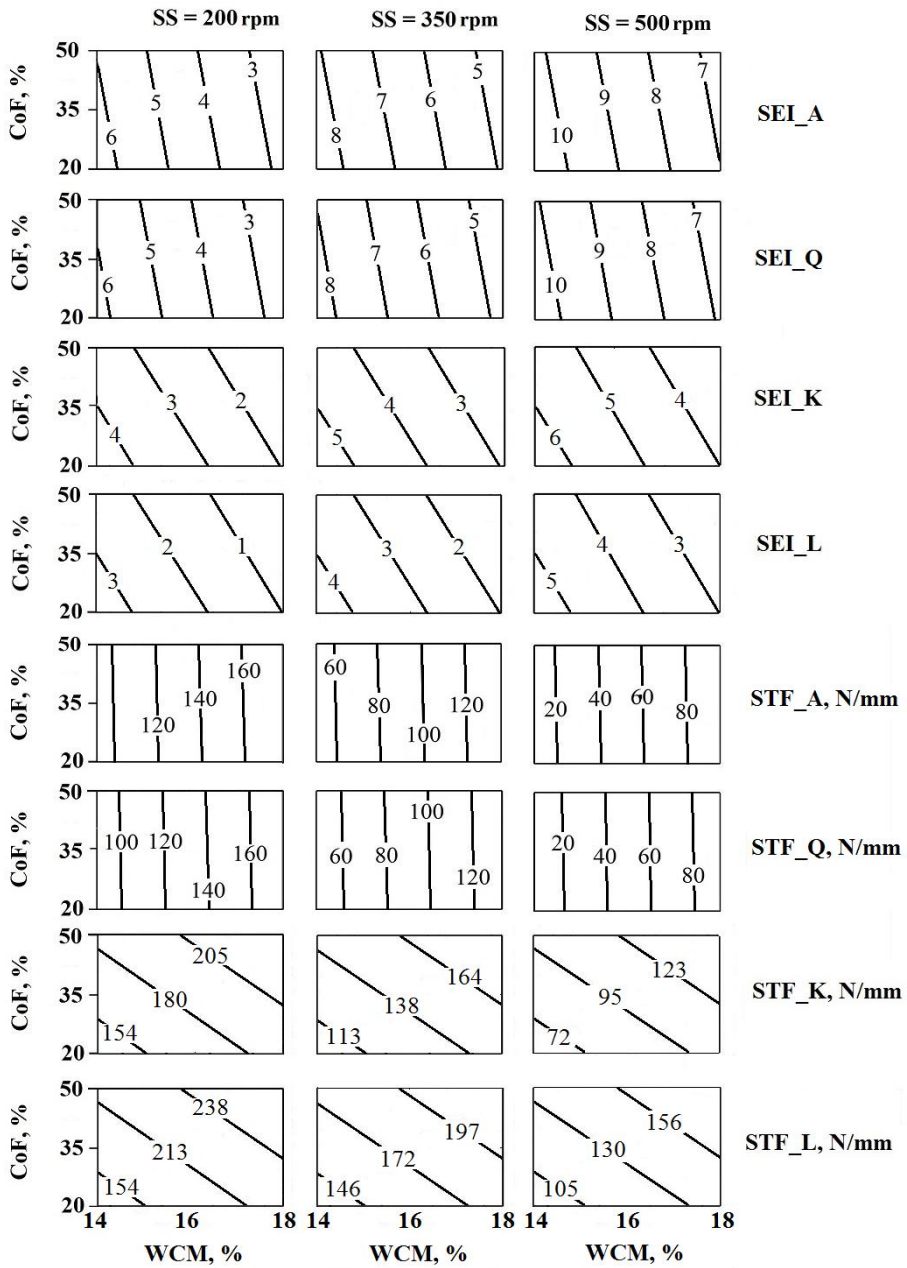 SS = 200 rpm SS = 350 rpm SS = 500 rpm
CoF, % 50 35 20 6 5 4 3 8 7 6 5 10 9 8 7 SEI_A
CoF, % 50 35 20 6 5 4 3 8 7 6 5 10 9 8 7 SEI_Q
CoF, % 50 35 20 4 3 2 5 4 3 6 5 4 SEI_K
CoF, % 50 35 20 3 2 1 4 3 2 5 4 3 SEI_L
CoF, % 50 35 20 120 140 160 60 80 100 120 20 40 60 80 STF_A, N/mm
CoF, % 50 35 20 100 120 140 160 60 80 100 120 20 40 60 80 STF_Q, N/mm
CoF, % 50 35 20 154 180 205 113 138 164 72 95 123 STF_K, N/mm
CoF, % 50 35 20 154 213 238 146 172 197 105 130 156 STF_L, N/mm
14 16 18 14 16 18 14 16 18
WCM, % WCM, % WCM, %